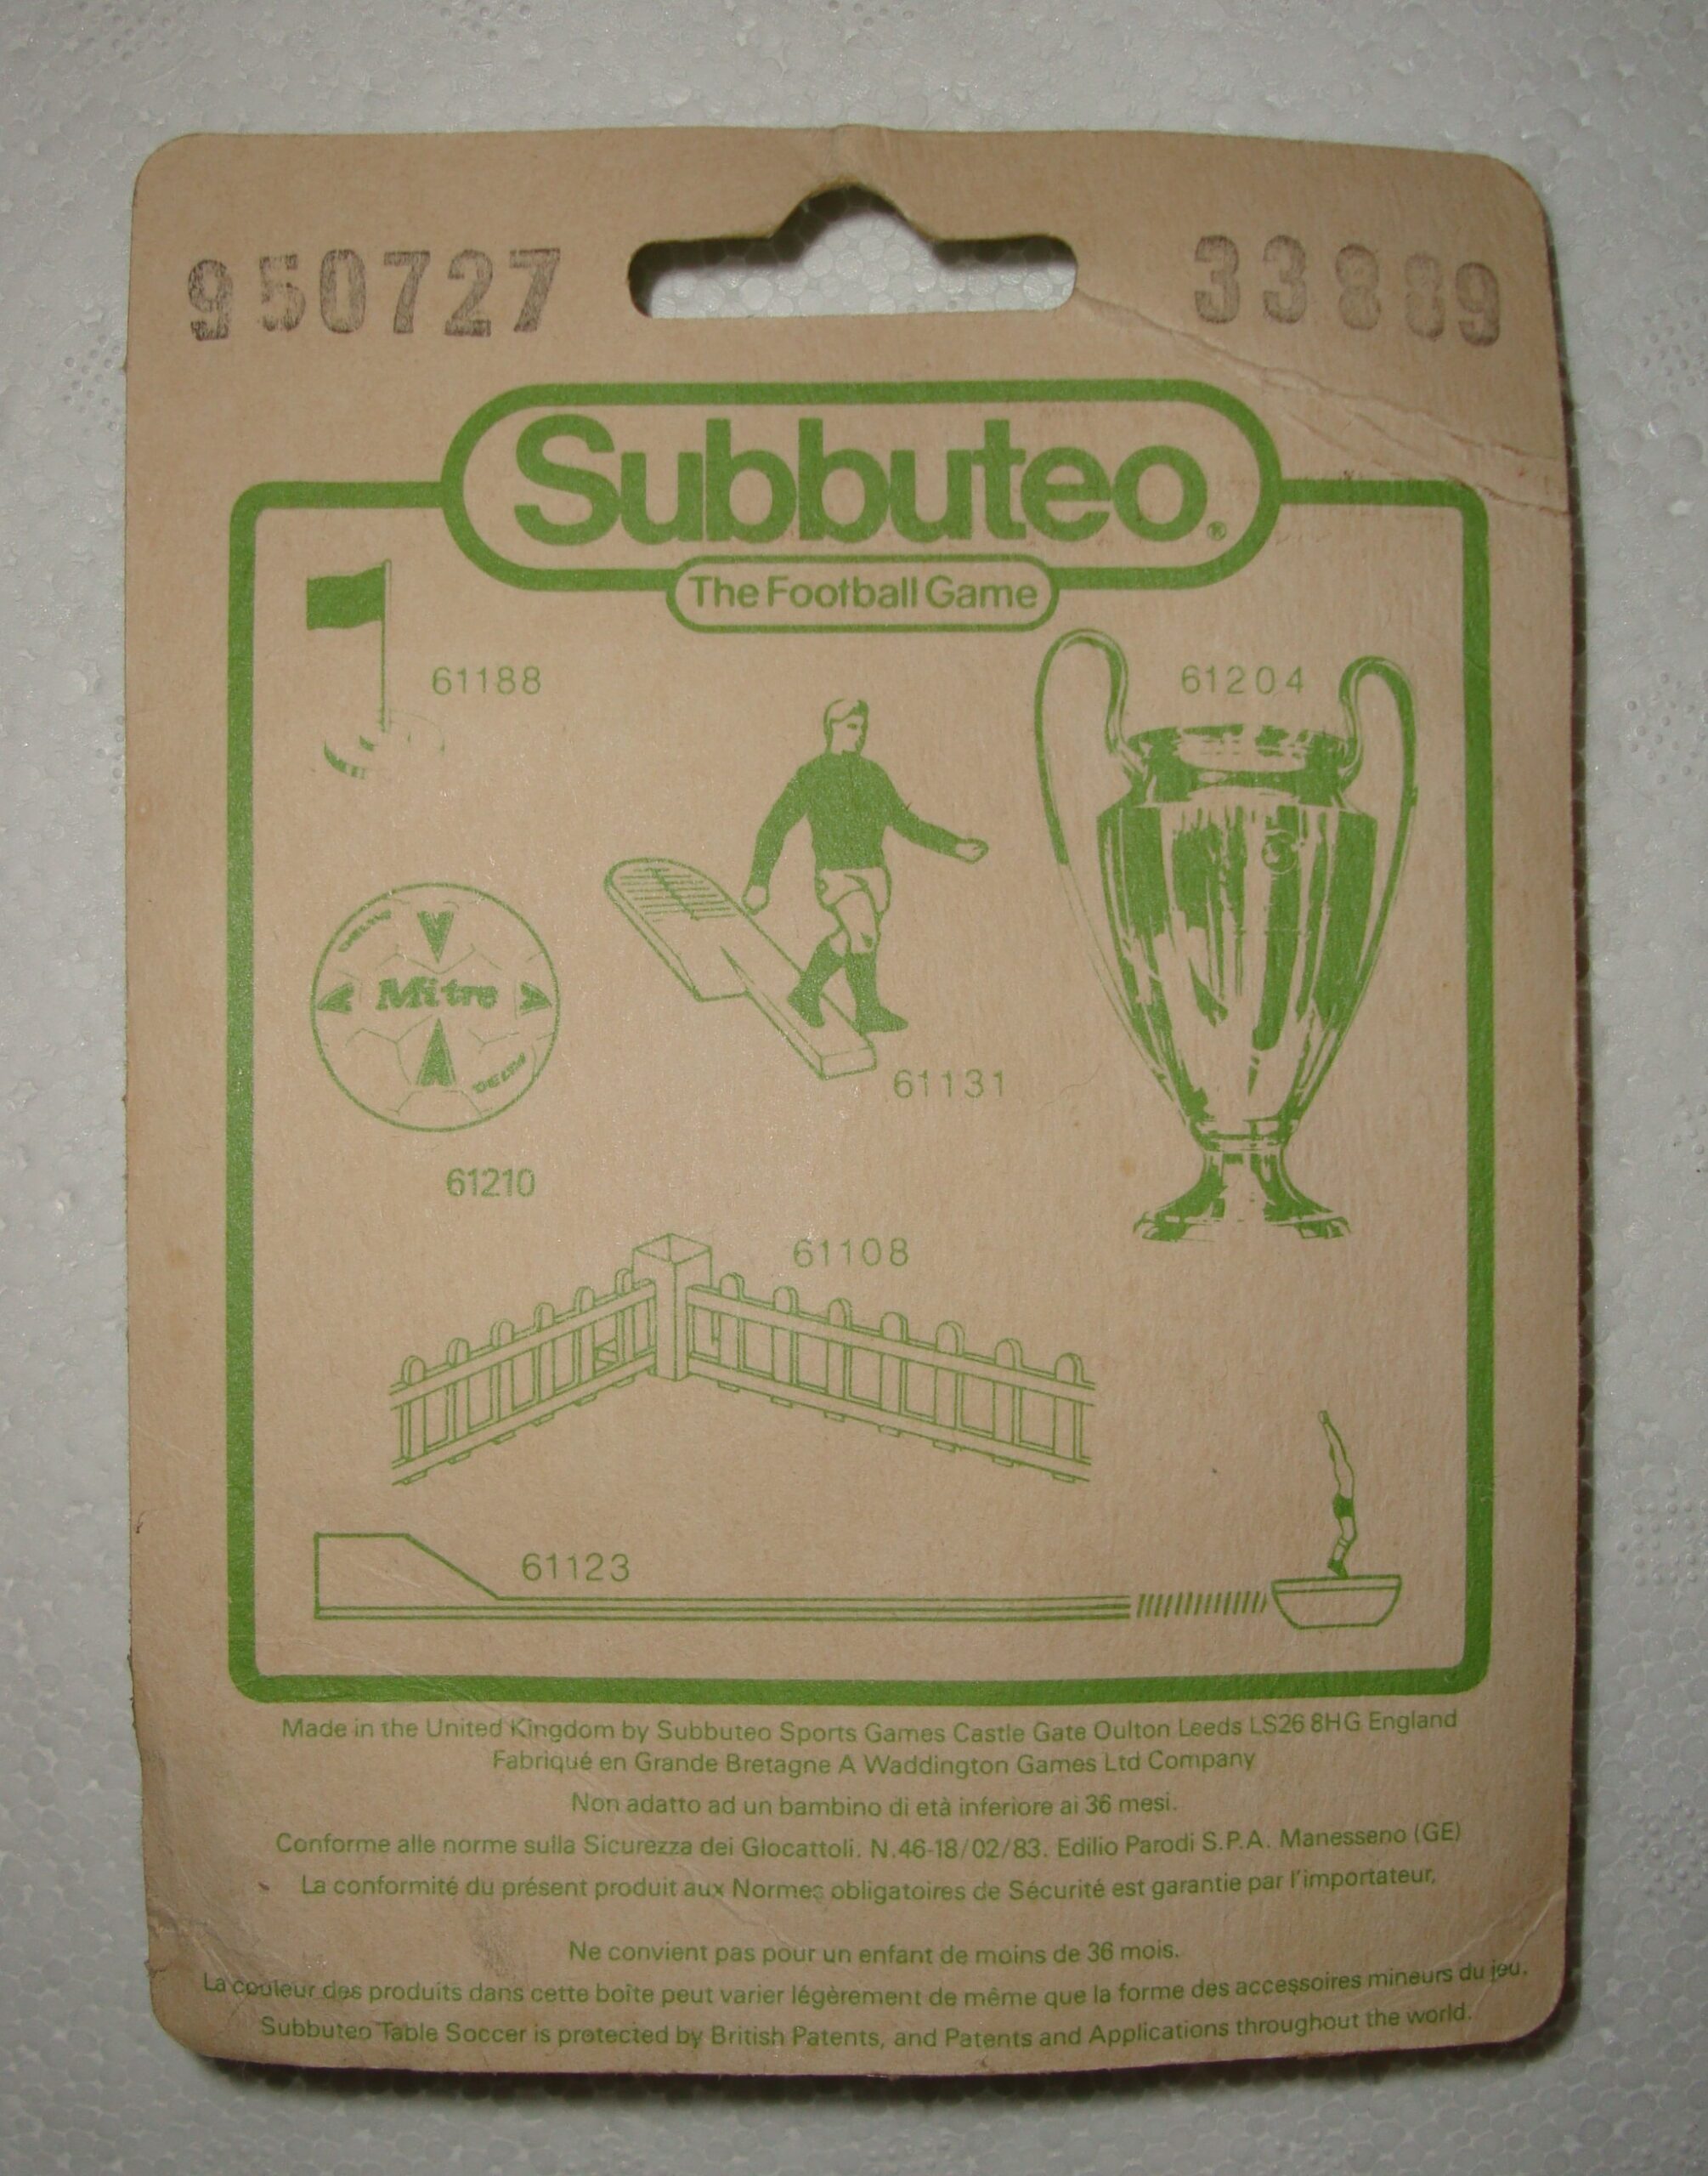 950727 33889
Subbuteo®
The Football Game
61188
61204
Mitre
DELTA
61131
61210
61108
61123
Made in the United Kingdom by Subbuteo Sports Games Castle Gate Oulton Leeds LS26 8HG England
Fabriqué en Grande Bretagne A Waddington Games Ltd Company
Non adatto ad un bambino di età inferiore ai 36 mesi.
Conforme alle norme sulla Sicurezza dei Glocattoli. N.46-18/02/83. Edilio Parodi S.P.A. Manesseno (GE)
La conformité du présent produit aux Normes obligatoires de Sécurité est garantie par l'importateur,
Ne convient pas pour un enfant de moins de 36 mois.
La couleur des produits dans cette boîte peut varier légèrement de même que la forme des accessoires mineurs du jeu.
Subbuteo Table Soccer is protected by British Patents, and Patents and Applications throughout the world.